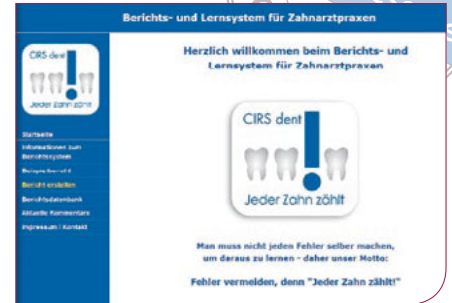 Berichts- und Lernsystem für Zahnarztpraxen
CIRS dent
Jeder Zahn zählt
Startseite
Informationen zum
Berichtssystem
Bericht erstellen
Berichtsdatenbank
Aktuelle Kommentare
Impressum / Kontakt
Herzlich willkommen beim Berichts- und
Lernsystem für Zahnarztpraxen
CIRS dent
Jeder Zahn zählt
Man muss nicht jeden Fehler selber machen,
um daraus zu lernen - daher unser Motto:
Fehler vermeiden, denn "Jeder Zahn zählt!"